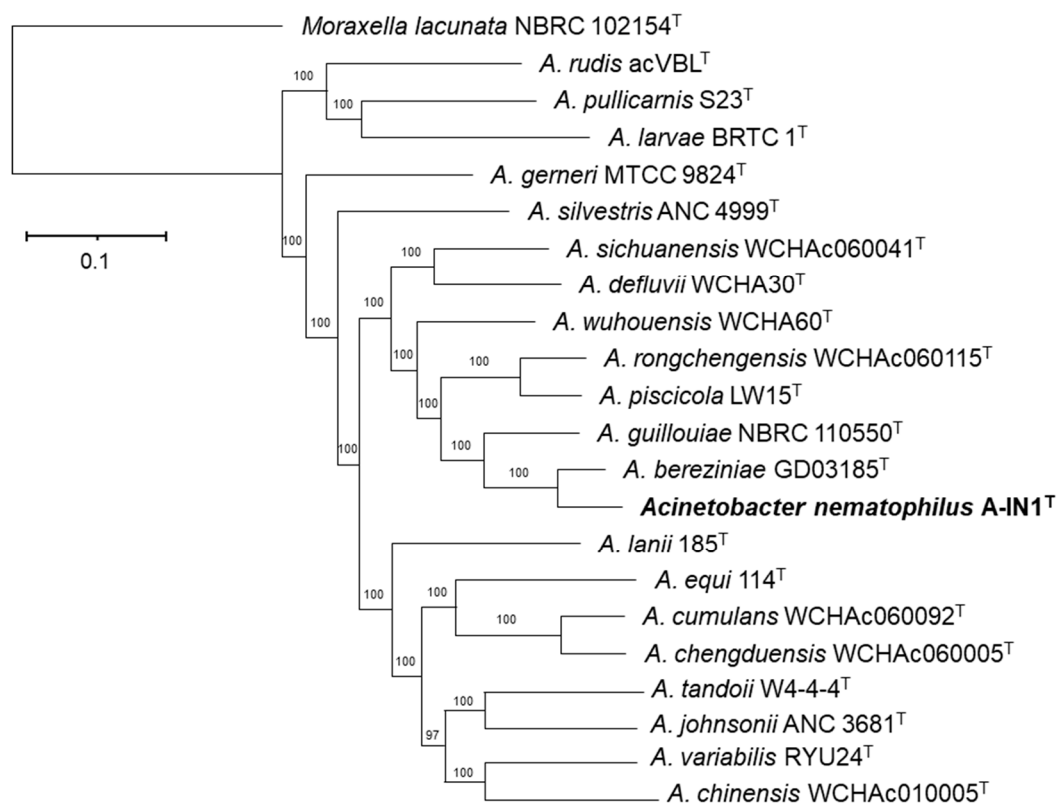 Moraxella lacunata NBRC 102154ᵀ
100
A. rudis acVBLᵀ
100
A. pullicarnis S23ᵀ
A. larvae BRTC 1ᵀ
100
A. gerneri MTCC 9824ᵀ
100
A. silvestris ANC 4999ᵀ
0.1
100
100
A. sichuanensis WCHAc060041ᵀ
A. defluvii WCHA30ᵀ
100
A. wuhouensis WCHA60ᵀ
100
100
A. rongchengensis WCHAc060115ᵀ
A. piscicola LW15ᵀ
100
A. guillouiae NBRC 110550ᵀ
100
100
A. bereziniae GD03185ᵀ
Acinetobacter nematophilus A-IN1ᵀ
100
A. lanii 185ᵀ
100
100
A. equi 114ᵀ
100
A. cumulans WCHAc060092ᵀ
A. chengduensis WCHAc060005ᵀ
97
100
A. tandoii W4-4-4ᵀ
A. johnsonii ANC 3681ᵀ
100
A. variabilis RYU24ᵀ
A. chinensis WCHAc010005ᵀ